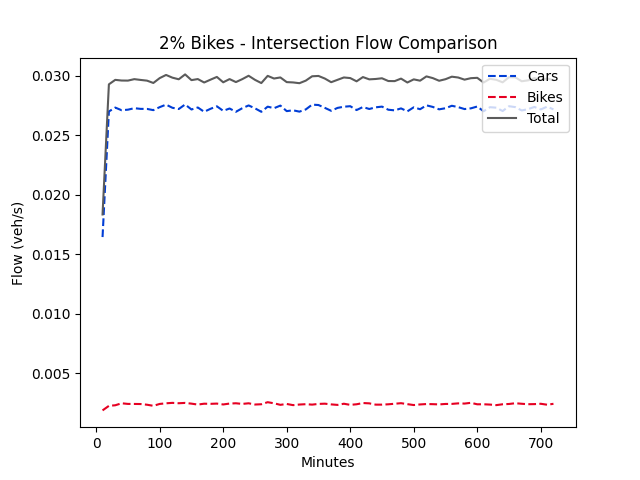 2% Bikes - Intersection Flow Comparison
Flow (veh/s)
0.030
0.025
0.020
0.015
0.010
0.005
Cars
Bikes
Total
0 100 200 300 400 500 600 700
Minutes